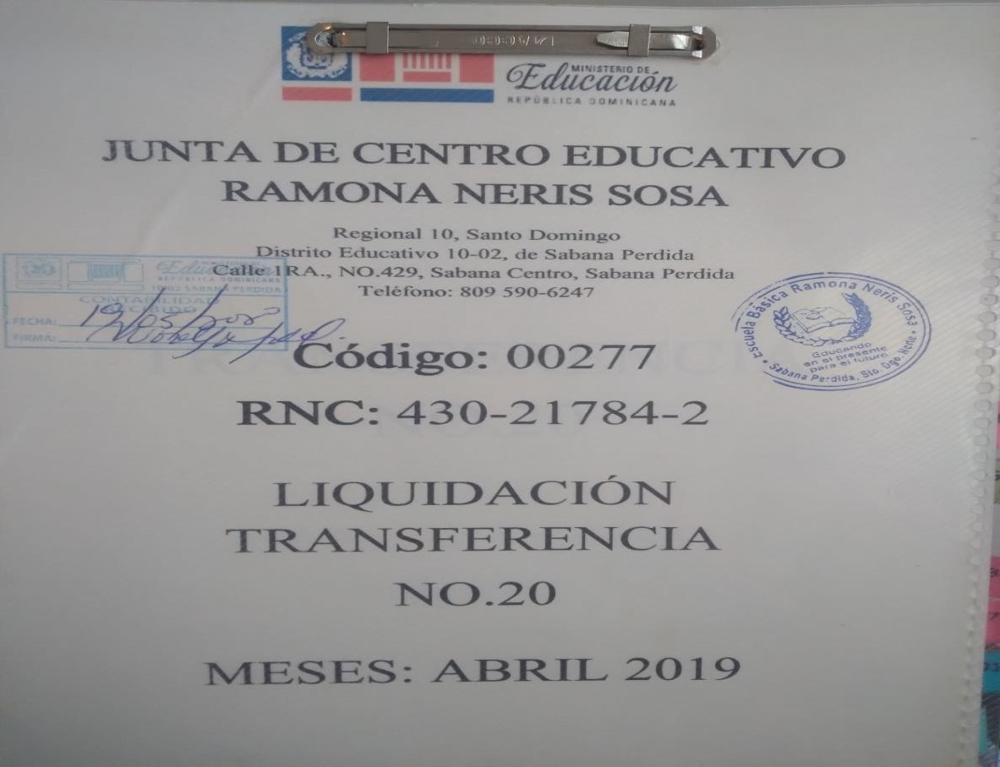 MINISTERIO DE
Educación
REPÚBLICA DOMINICANA
JUNTA DE CENTRO EDUCATIVO
RAMONA NERIS SOSA
Regional 10, Santo Domingo
Distrito Educativo 10-02, de Sabana Perdida
Calle 1RA., NO.429, Sabana Centro, Sabana Perdida
Teléfono: 809 590-6247
Educación
REPÚBLICA DOMINICANA
10/02 SABANA PERDIDA
CONTABILIDAD
RECIBIDO
FECHA:
FIRMA:
Escuela Básica Ramona Neris Sosa
Educando
en el presente
para el futuro
Sabana Perdida, Sto. Dgo. Norte
Código: 00277
RNC: 430-21784-2
LIQUIDACIÓN
TRANSFERENCIA
NO.20
MESES: ABRIL 2019